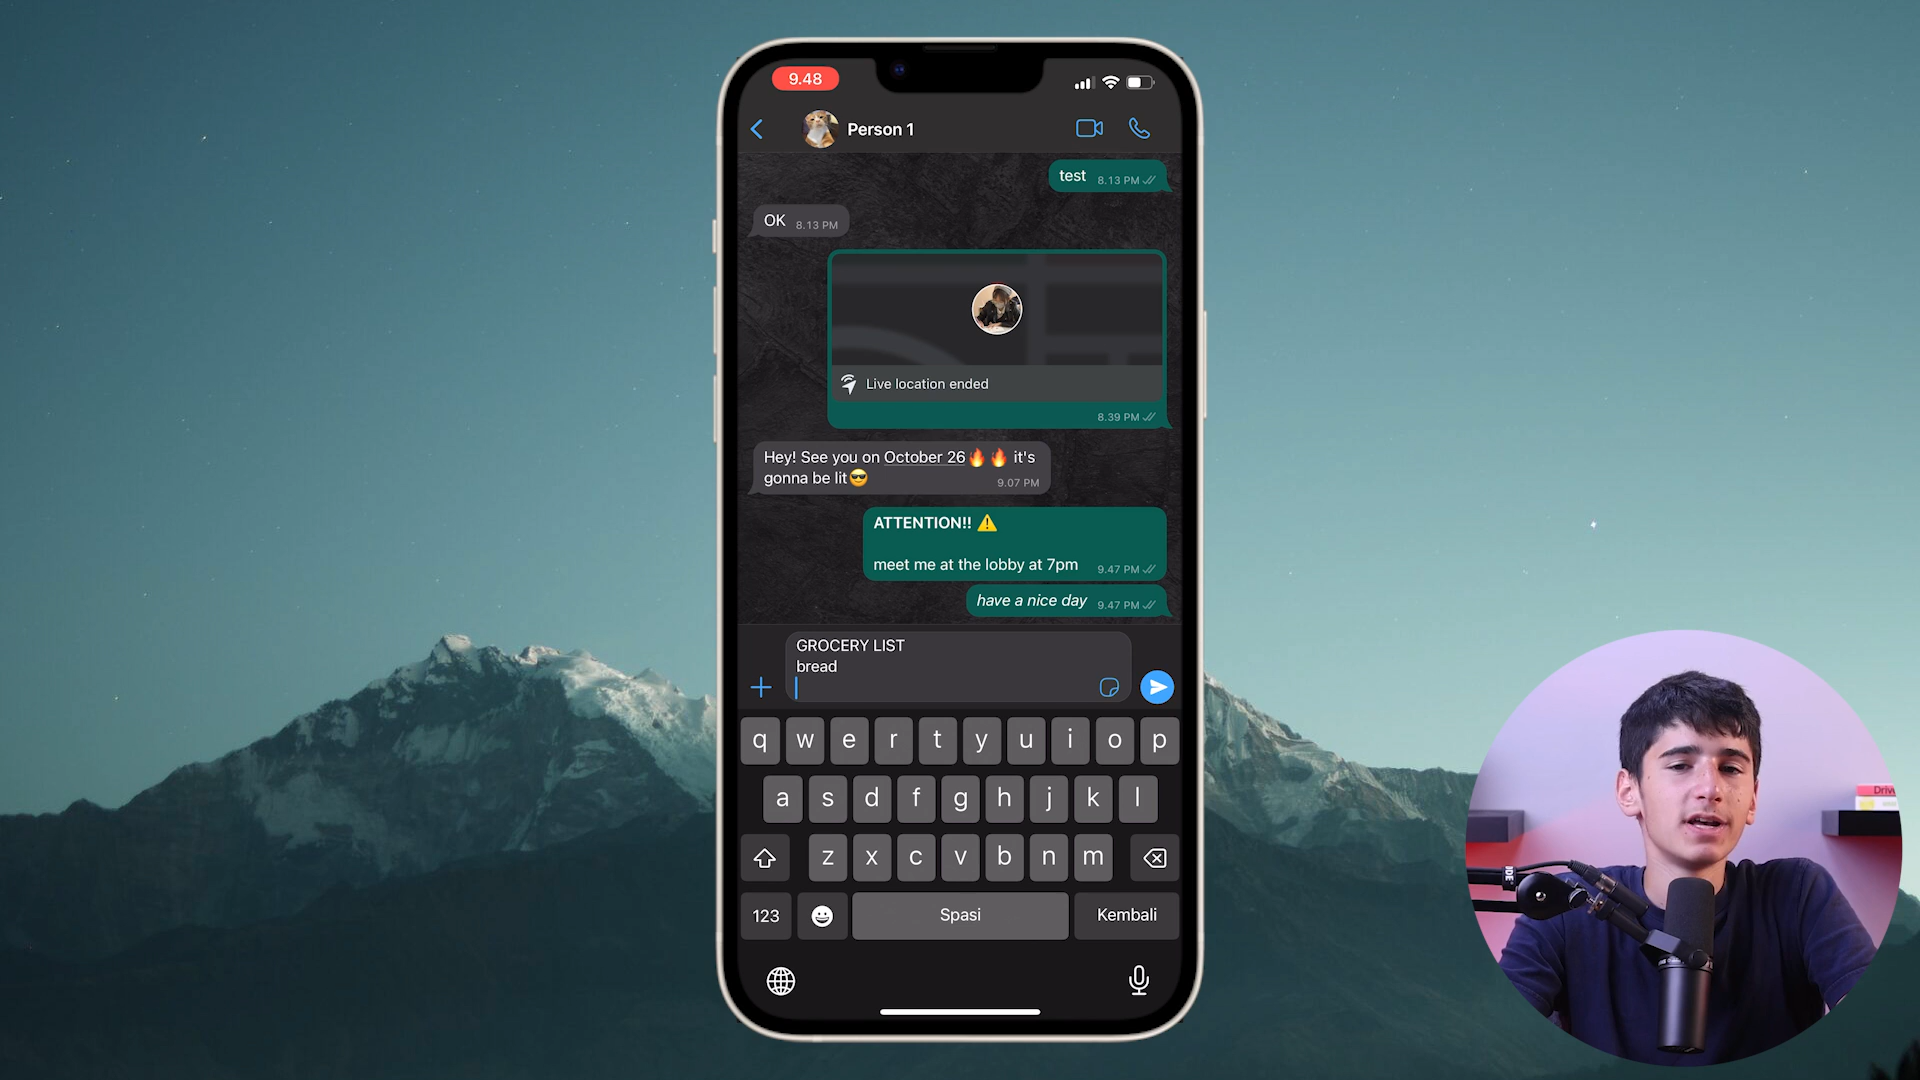 9.48
Person 1
test 8.13 PM
OK 8.13 PM
Live location ended
8.39 PM
Hey! See you on October 26🔥🔥 it's
gonna be lit😎 9.07 PM
ATTENTION!! ⚠️
meet me at the lobby at 7pm 9.47 PM
have a nice day 9.47 PM
GROCERY LIST
bread
q w e r t y u i o p
a s d f g h j k l
z x c v b n m
123 Spasi Kembali